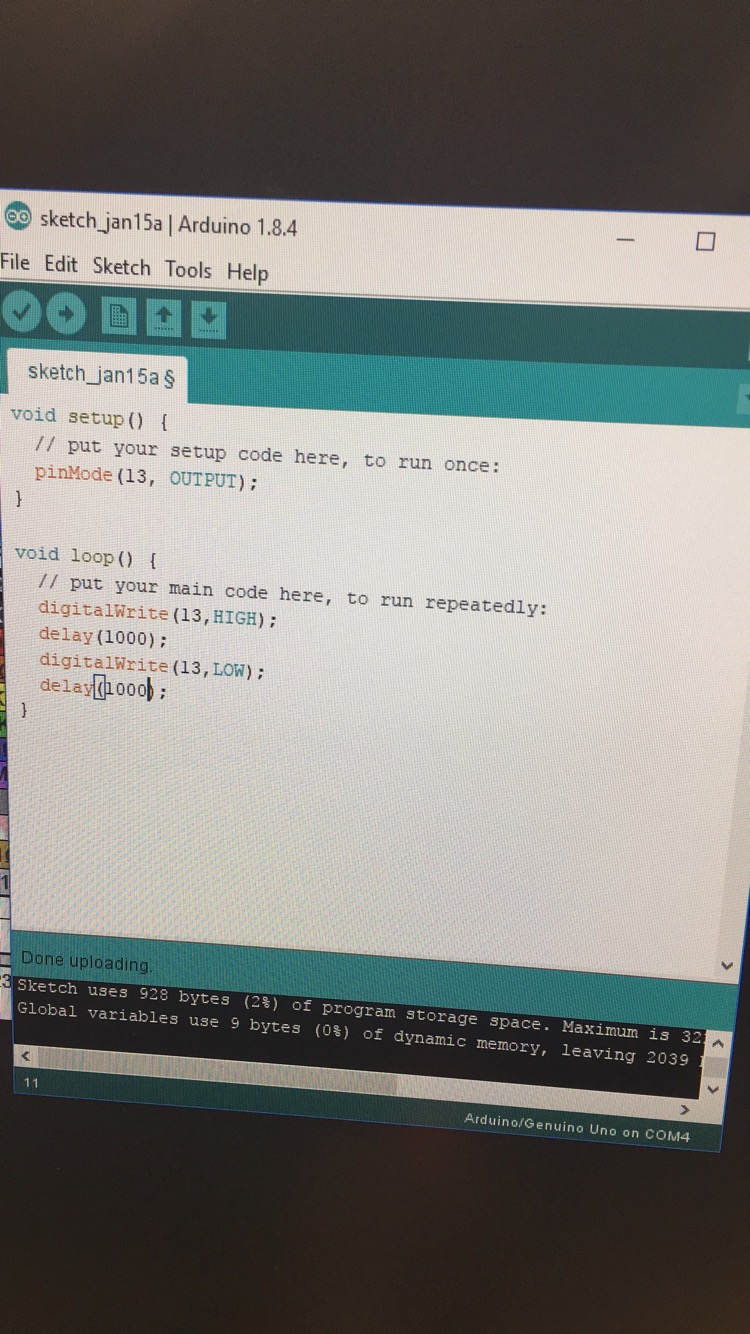 sketch_jan15a | Arduino 1.8.4
File Edit Sketch Tools Help
sketch_jan15a §
void setup() {
// put your setup code here, to run once:
pinMode(13, OUTPUT);
}
void loop() {
// put your main code here, to run repeatedly:
digitalWrite(13,HIGH);
delay(1000);
digitalWrite(13,LOW);
delay(1000);
}
Done uploading.
Sketch uses 928 bytes (2%) of program storage space. Maximum is 32
Global variables use 9 bytes (0%) of dynamic memory, leaving 2039
11
Arduino/Genuino Uno on COM4